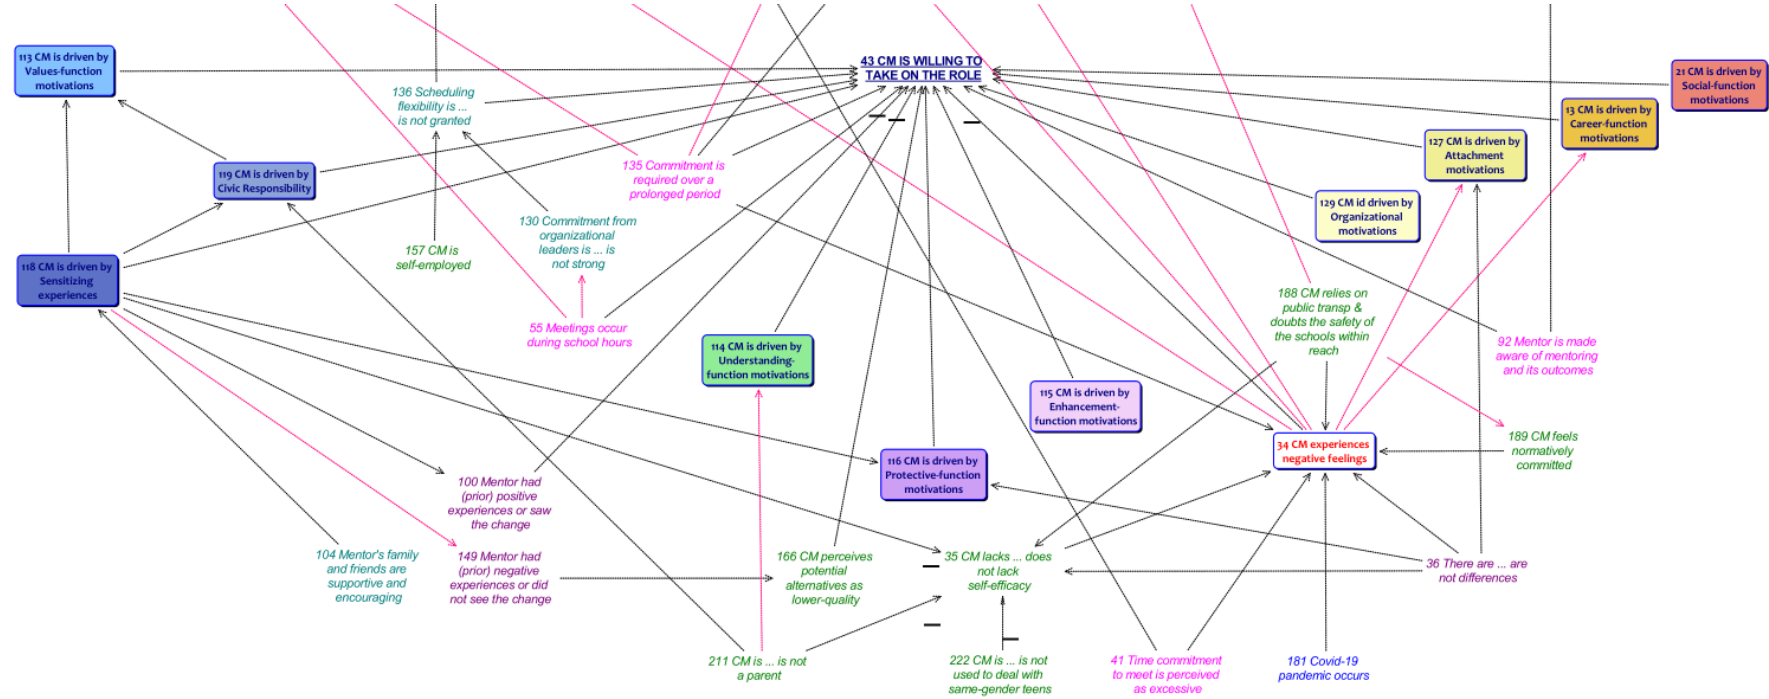 113 CM is driven by
Values-function
motivations
43 CM IS WILLING TO
TAKE ON THE ROLE
21 CM is driven by
Social-function
motivations
136 Scheduling
flexibility is ...
is not granted
13 CM is driven by
Career-function
motivations
127 CM is driven by
Attachment
motivations
119 CM is driven by
Civic Responsibility
135 Commitment is
required over a
prolonged period
129 CM id driven by
Organizational
motivations
130 Commitment from
organizational
leaders is ... is
not strong
157 CM is
self-employed
118 CM is driven by
Sensitizing
experiences
188 CM relies on
public transp &
doubts the safety of
the schools within
reach
55 Meetings occur
during school hours
92 Mentor is made
aware of mentoring
and its outcomes
114 CM is driven by
Understanding-
function motivations
115 CM is driven by
Enhancement-
function motivations
34 CM experiences
negative feelings
189 CM feels
normatively
committed
116 CM is driven by
Protective-function
motivations
100 Mentor had
(prior) positive
experiences or saw
the change
104 Mentor's family
and friends are
supportive and
encouraging
149 Mentor had
(prior) negative
experiences or did
not see the change
166 CM perceives
potential
alternatives as
lower-quality
35 CM lacks ... does
not lack
self-efficacy
36 There are ... are
not differences
211 CM is ... is not
a parent
222 CM is ... is not
used to deal with
same-gender teens
41 Time commitment
to meet is perceived
as excessive
181 Covid-19
pandemic occurs